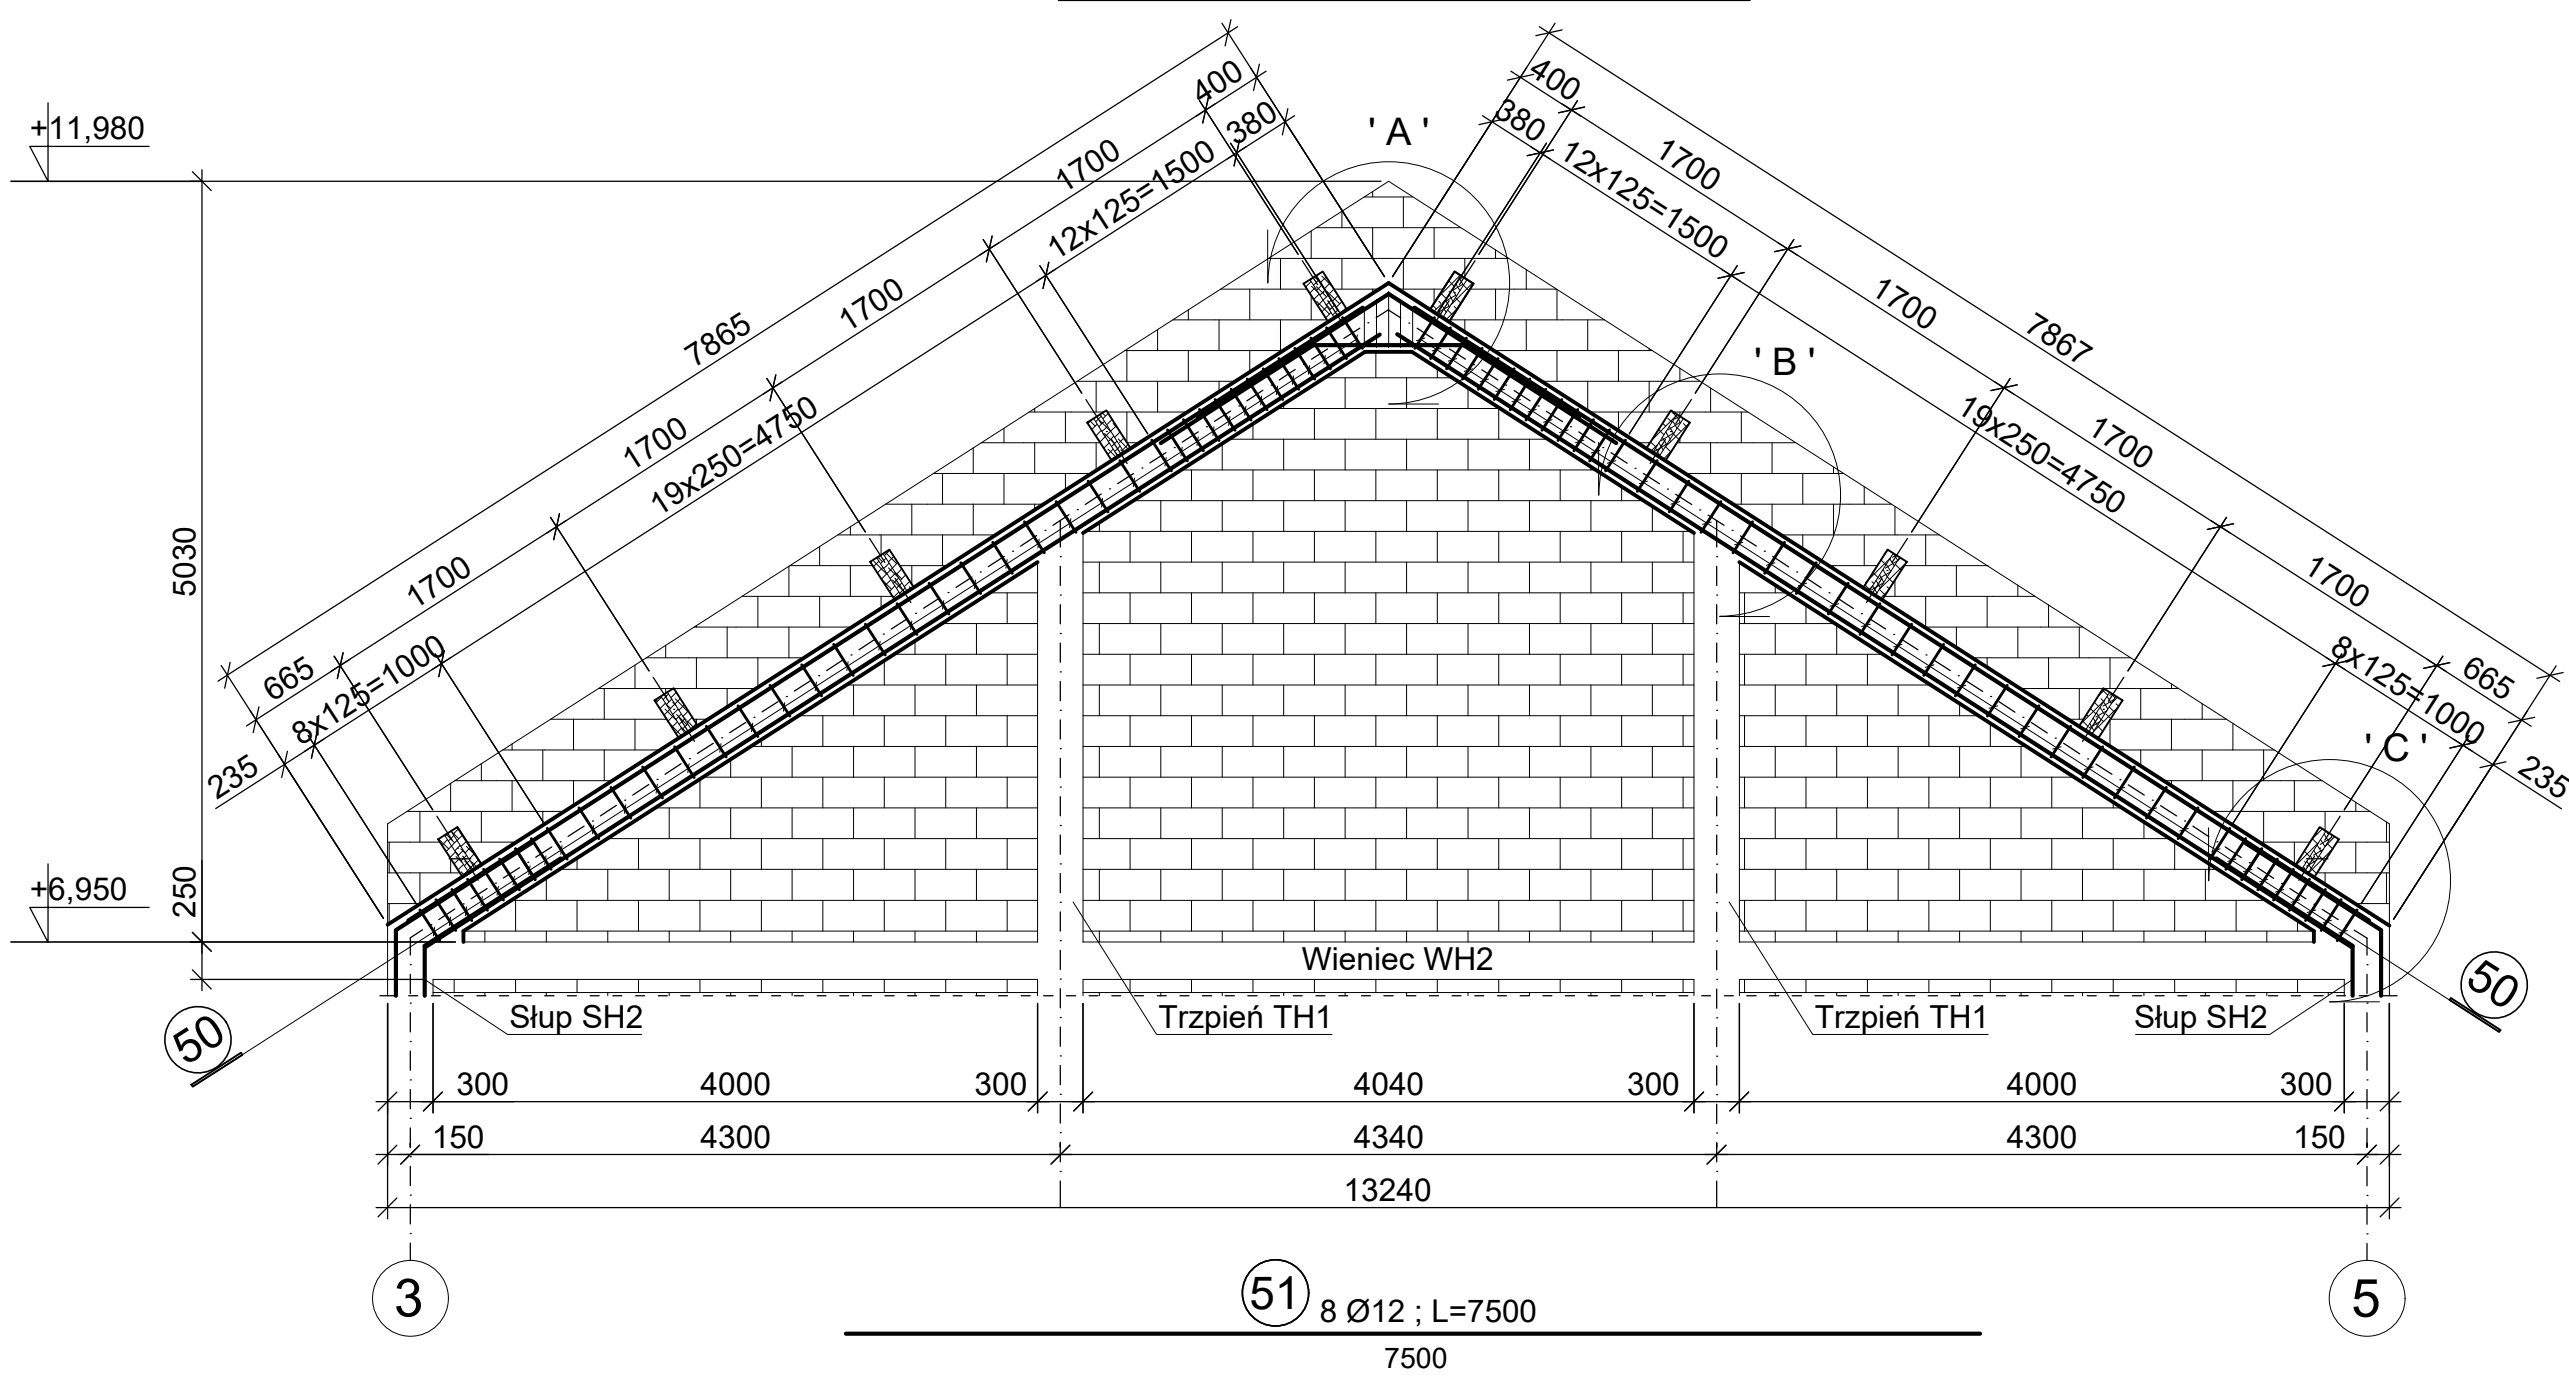 +11,980
+6,950
5030
250
7865
400
1700
1700
1700
1700
665
380
12x125=1500
19x250=4750
8x125=1000
235
' A '
' B '
' C '
7867
400
1700
1700
1700
1700
665
380
12x125=1500
19x250=4750
8x125=1000
235
Wieniec WH2
50
Słup SH2
Trzpień TH1
Trzpień TH1
Słup SH2
50
300
4000
300
4040
300
4000
300
150
4300
4340
4300
150
13240
3
5
51
8 Ø12 ; L=7500
7500